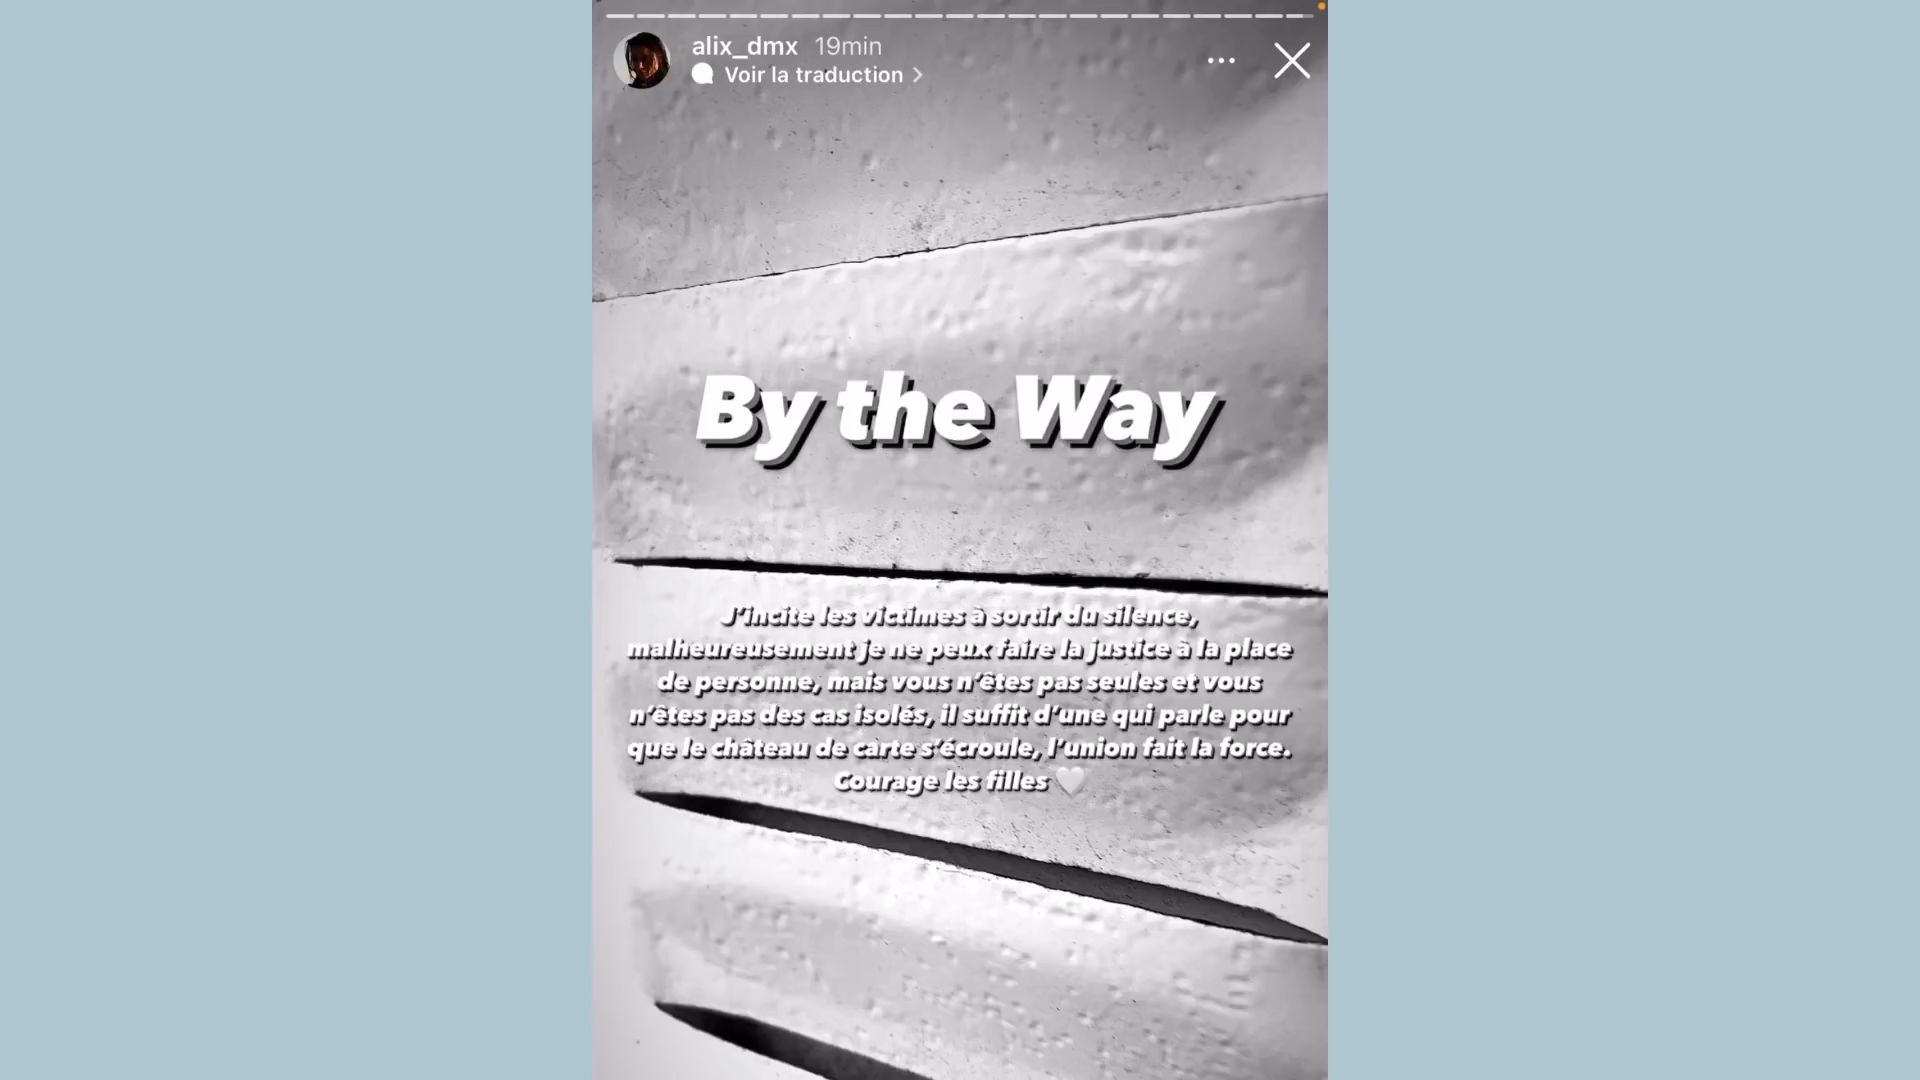 alix_dmx 19min
Voir la traduction
By the Way
J'incite les victimes à sortir du silence,
malheureusement je ne peux faire la justice à la place
de personne, mais vous n'êtes pas seules et vous
n'êtes pas des cas isolés, il suffit d'une qui parle pour
que le château de carte s'écroule, l'union fait la force.
Courage les filles 🤍